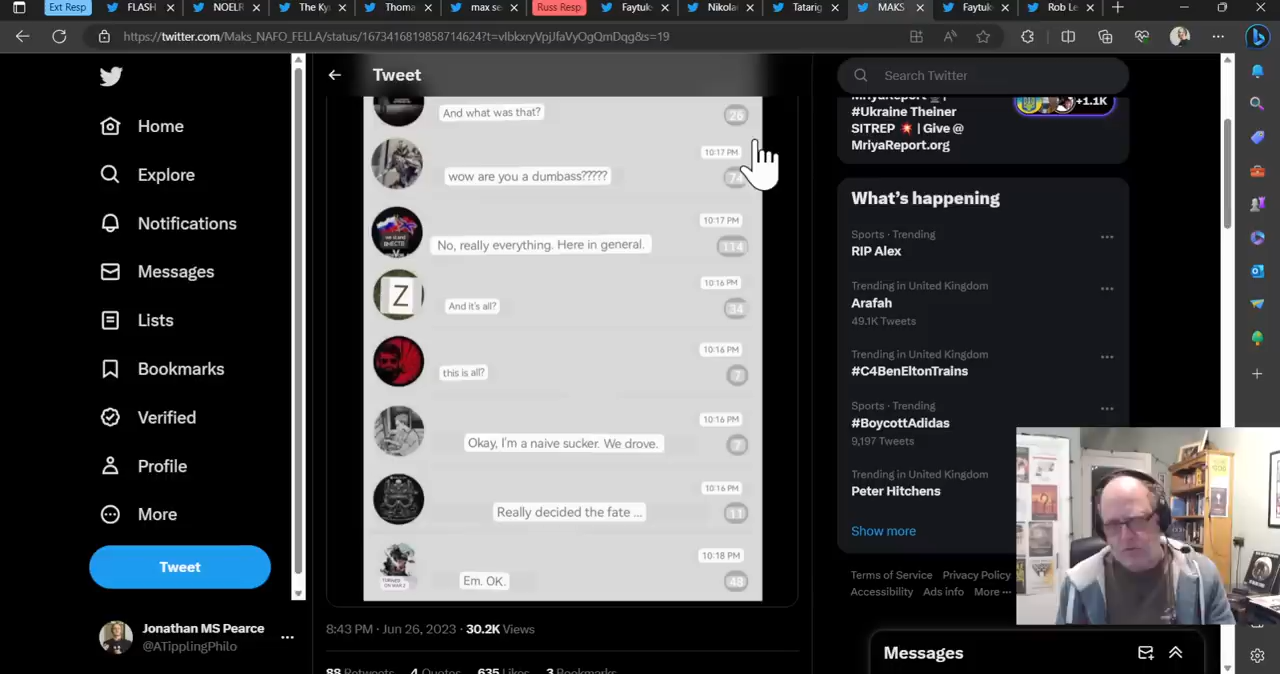 Ext Resp
FLASH
NOELR
The Ky
Thoma
max se
Russ Resp
Faytuk
Nikolai
Tatarig
MAKS
Faytuk
Rob Le
https://twitter.com/Maks_NAFO_FELLA/status/1673416819858714624?t=vlbkxryVpjJfaVyOgQmDqg&s=19
Home
Explore
Notifications
Messages
Lists
Bookmarks
Verified
Profile
More
Tweet
Jonathan MS Pearce
@ATipplingPhilo
Tweet
And what was that?
26
10:17 PM
wow are you a dumbass?????
10:17 PM
No, really everything. Here in general.
114
10:16 PM
Z
And it's all?
34
10:16 PM
this is all?
7
10:16 PM
Okay, I'm a naive sucker. We drove.
7
10:16 PM
Really decided the fate ...
11
10:18 PM
Em. OK.
48
8:43 PM · Jun 26, 2023 · 30.2K Views
88 Retweets 4 Quotes 635 Likes 3 Bookmarks
Search Twitter
MriyaReport
#Ukraine Theiner
SITREP 💥 | Give @
MriyaReport.org
+1.1K
What's happening
Sports · Trending
RIP Alex
Trending in United Kingdom
Arafah
49.1K Tweets
Trending in United Kingdom
#C4BenEltonTrains
Sports · Trending
#BoycottAdidas
9,197 Tweets
Trending in United Kingdom
Peter Hitchens
Show more
Terms of Service Privacy Policy
Accessibility Ads info More ···
Messages